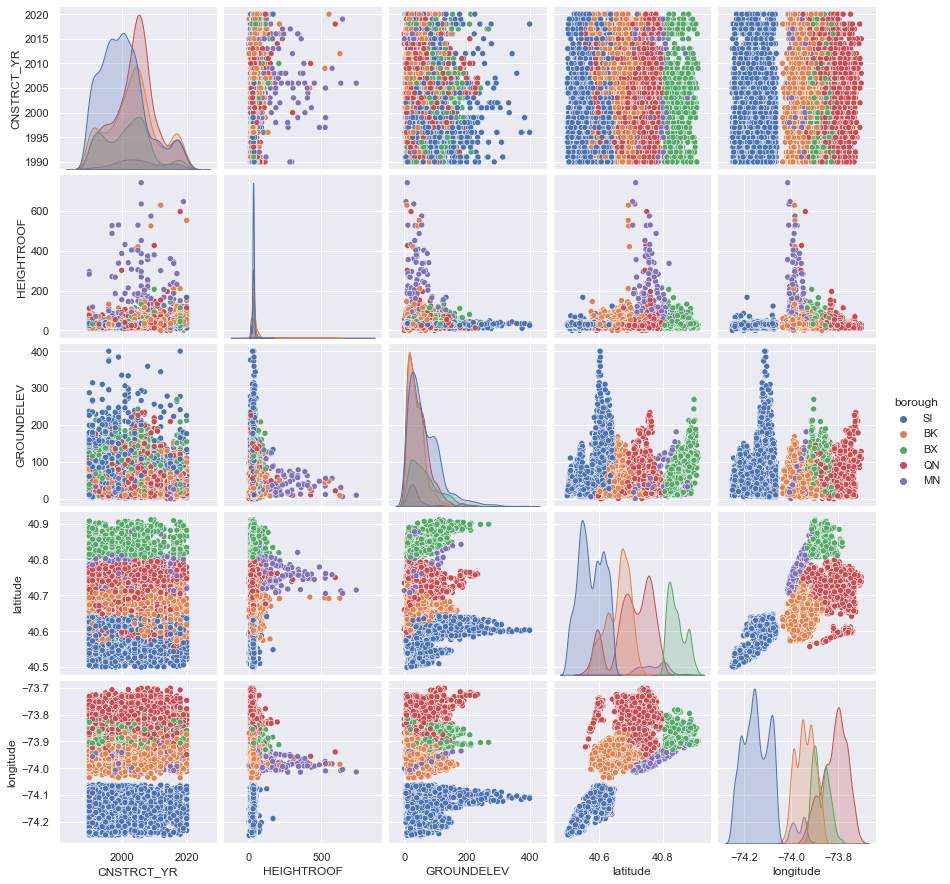 CNSTRCT_YR
2020
2015
2010
2005
2000
1995
1990
HEIGHTROOF
600
400
200
0
GROUNDELEV
400
300
200
100
0
borough
SI
BK
BX
QN
MN
latitude
40.9
40.8
40.7
40.6
40.5
longitude
−73.7
−73.8
−73.9
−74.0
−74.1
−74.2
2000 2020
CNSTRCT_YR
0 500
HEIGHTROOF
0 200 400
GROUNDELEV
40.6 40.8
latitude
−74.2 −74.0 −73.8
longitude